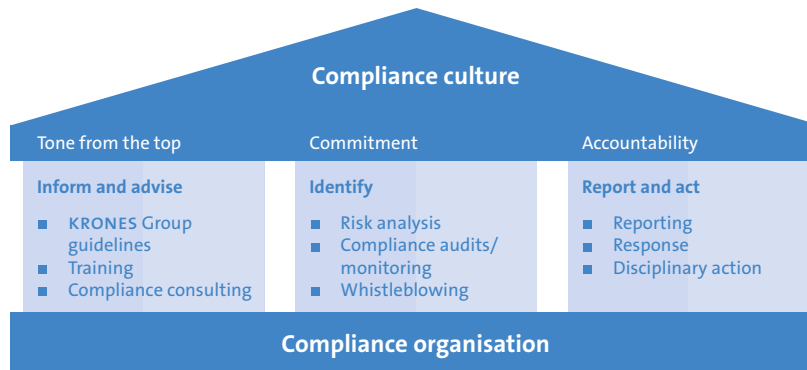 Compliance culture
Tone from the top
Commitment
Accountability
Inform and advise
KRONES Group
guidelines
Training
Compliance consulting
Identify
Risk analysis
Compliance audits/
monitoring
Whistleblowing
Report and act
Reporting
Response
Disciplinary action
Compliance organisation